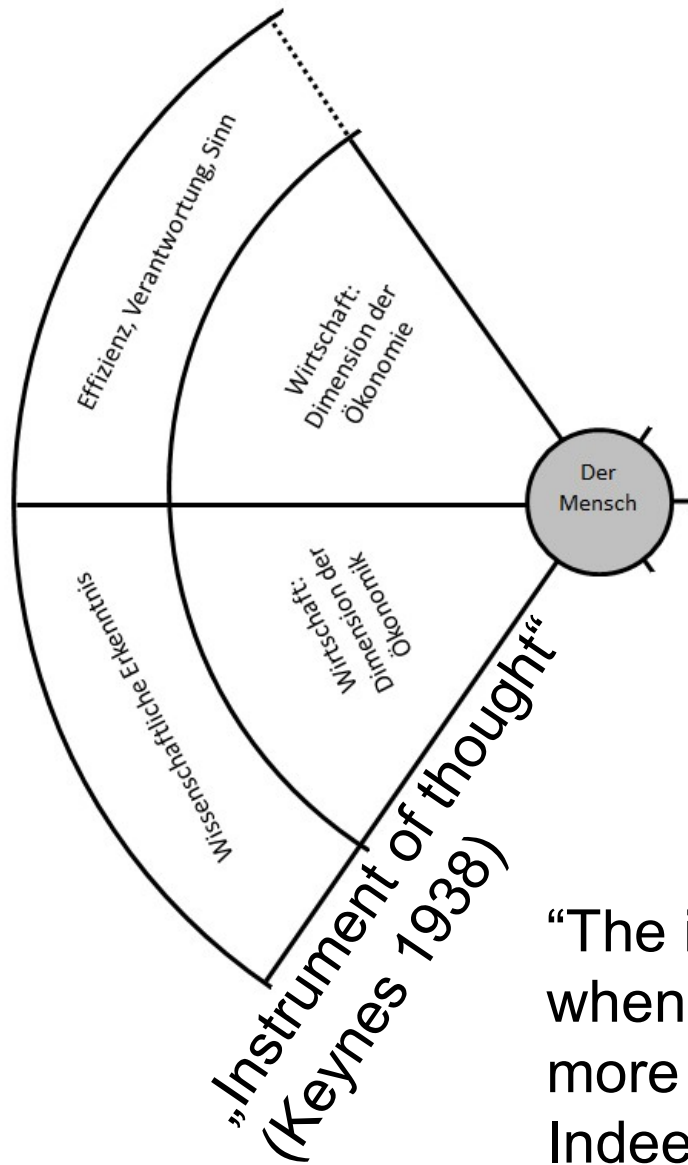 Effizienz, Verantwortung, Sinn
Wirtschaft:
Dimension der
Ökonomie
Der
Mensch
Wirtschaft:
Dimension der
Ökonomik
Wissenschaftliche Erkenntnis
„Instrument of thought“
(Keynes 1938)
“The i
when
more
Indee